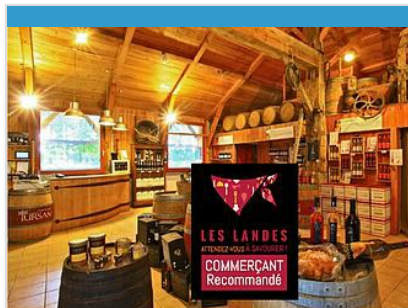 TURSAN
LES LANDES
ATTENDEZ-VOUS À SAVOURER !
COMMERÇANT
Recommandé